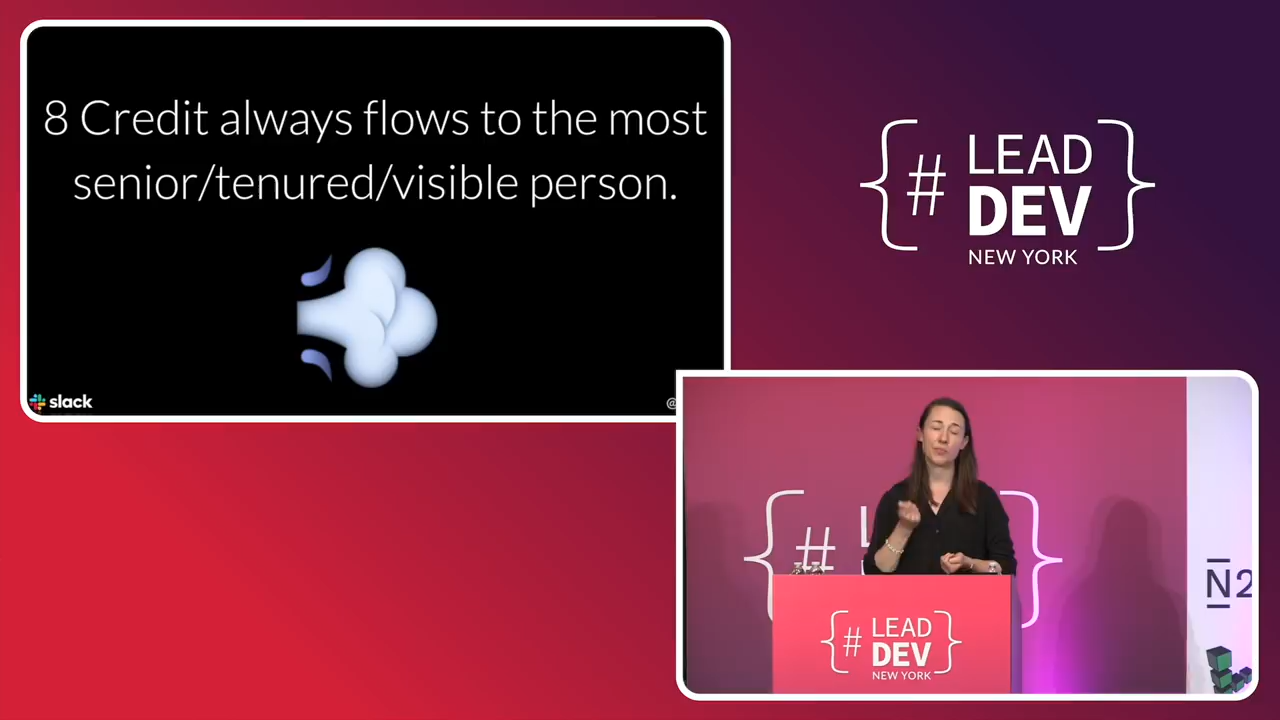 8 Credit always flows to the most
senior/tenured/visible person.
slack
@
# LEAD
DEV
NEW YORK
#
N2
# LEAD
DEV
NEW YORK